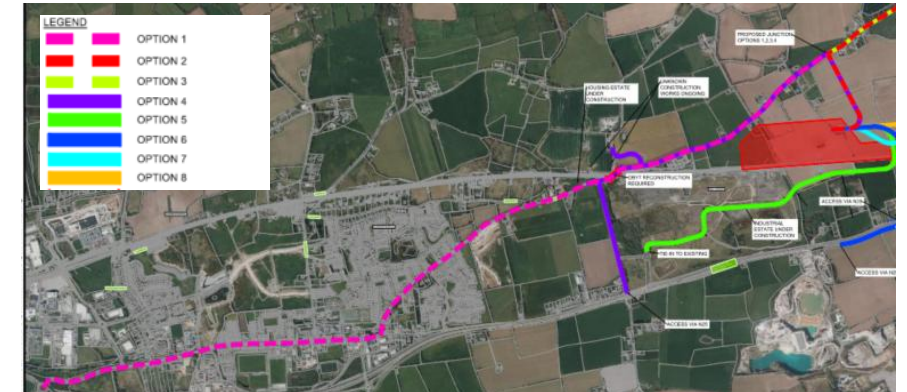 LEGEND
OPTION 1
OPTION 2
OPTION 3
OPTION 4
OPTION 5
OPTION 6
OPTION 7
OPTION 8
PROPOSED JUNCTION
OPTIONS 1,2,3,4
HOUSING ESTATE
UNDER
CONSTRUCTION
UNKNOWN
CONSTRUCTION
WORKS ONGOING
RECONSTRUCTION
REQUIRED
INDUSTRIAL
ESTATE UNDER
CONSTRUCTION
TIE IN TO EXISTING
ACCESS VIA
ACCESS VIA
ACCESS VIA N25